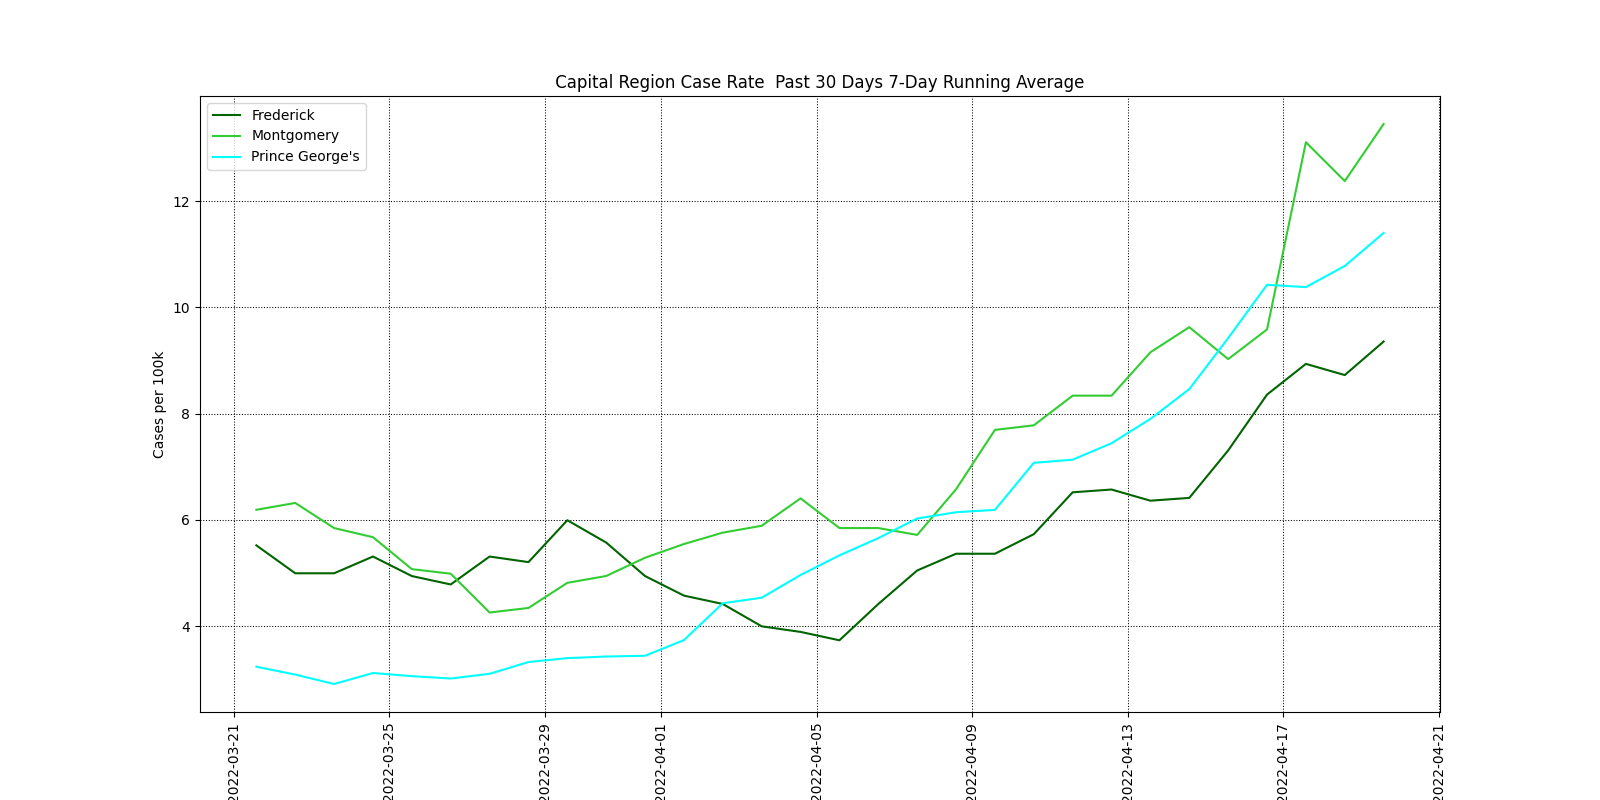 Capital Region Case Rate  Past 30 Days 7-Day Running Average
Frederick
Montgomery
Prince George's
12
10
8
6
4
Cases per 100k
2022-03-21
2022-03-25
2022-03-29
2022-04-01
2022-04-05
2022-04-09
2022-04-13
2022-04-17
2022-04-21